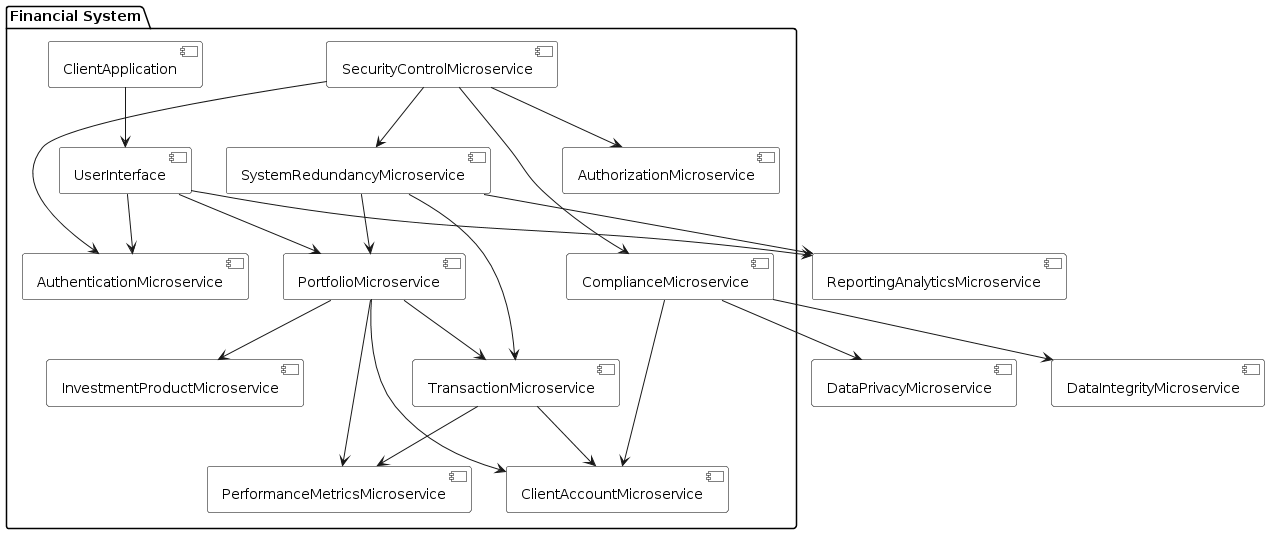 Financial System
ClientApplication
SecurityControlMicroservice
UserInterface
SystemRedundancyMicroservice
AuthorizationMicroservice
AuthenticationMicroservice
PortfolioMicroservice
ComplianceMicroservice
ReportingAnalyticsMicroservice
InvestmentProductMicroservice
TransactionMicroservice
DataPrivacyMicroservice
DataIntegrityMicroservice
PerformanceMetricsMicroservice
ClientAccountMicroservice